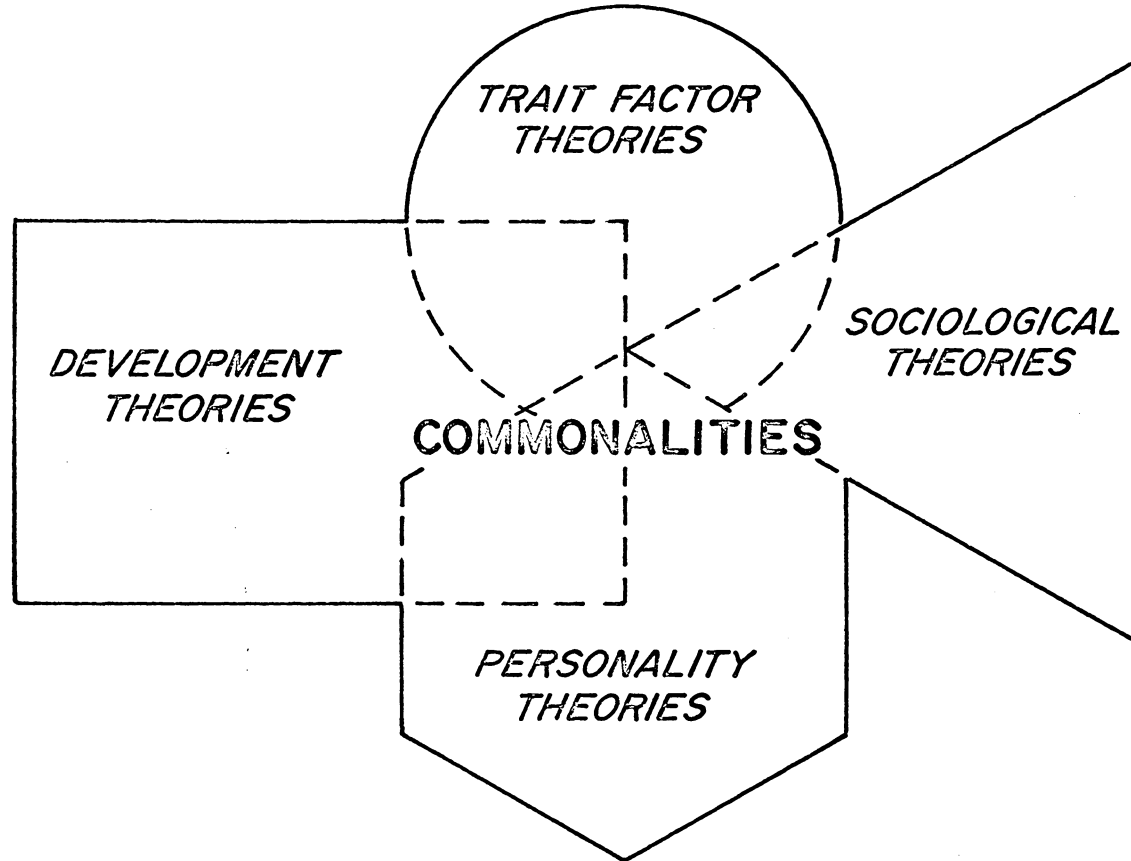 TRAIT FACTOR
THEORIES
DEVELOPMENT
THEORIES
SOCIOLOGICAL
THEORIES
COMMONALITIES
PERSONALITY
THEORIES